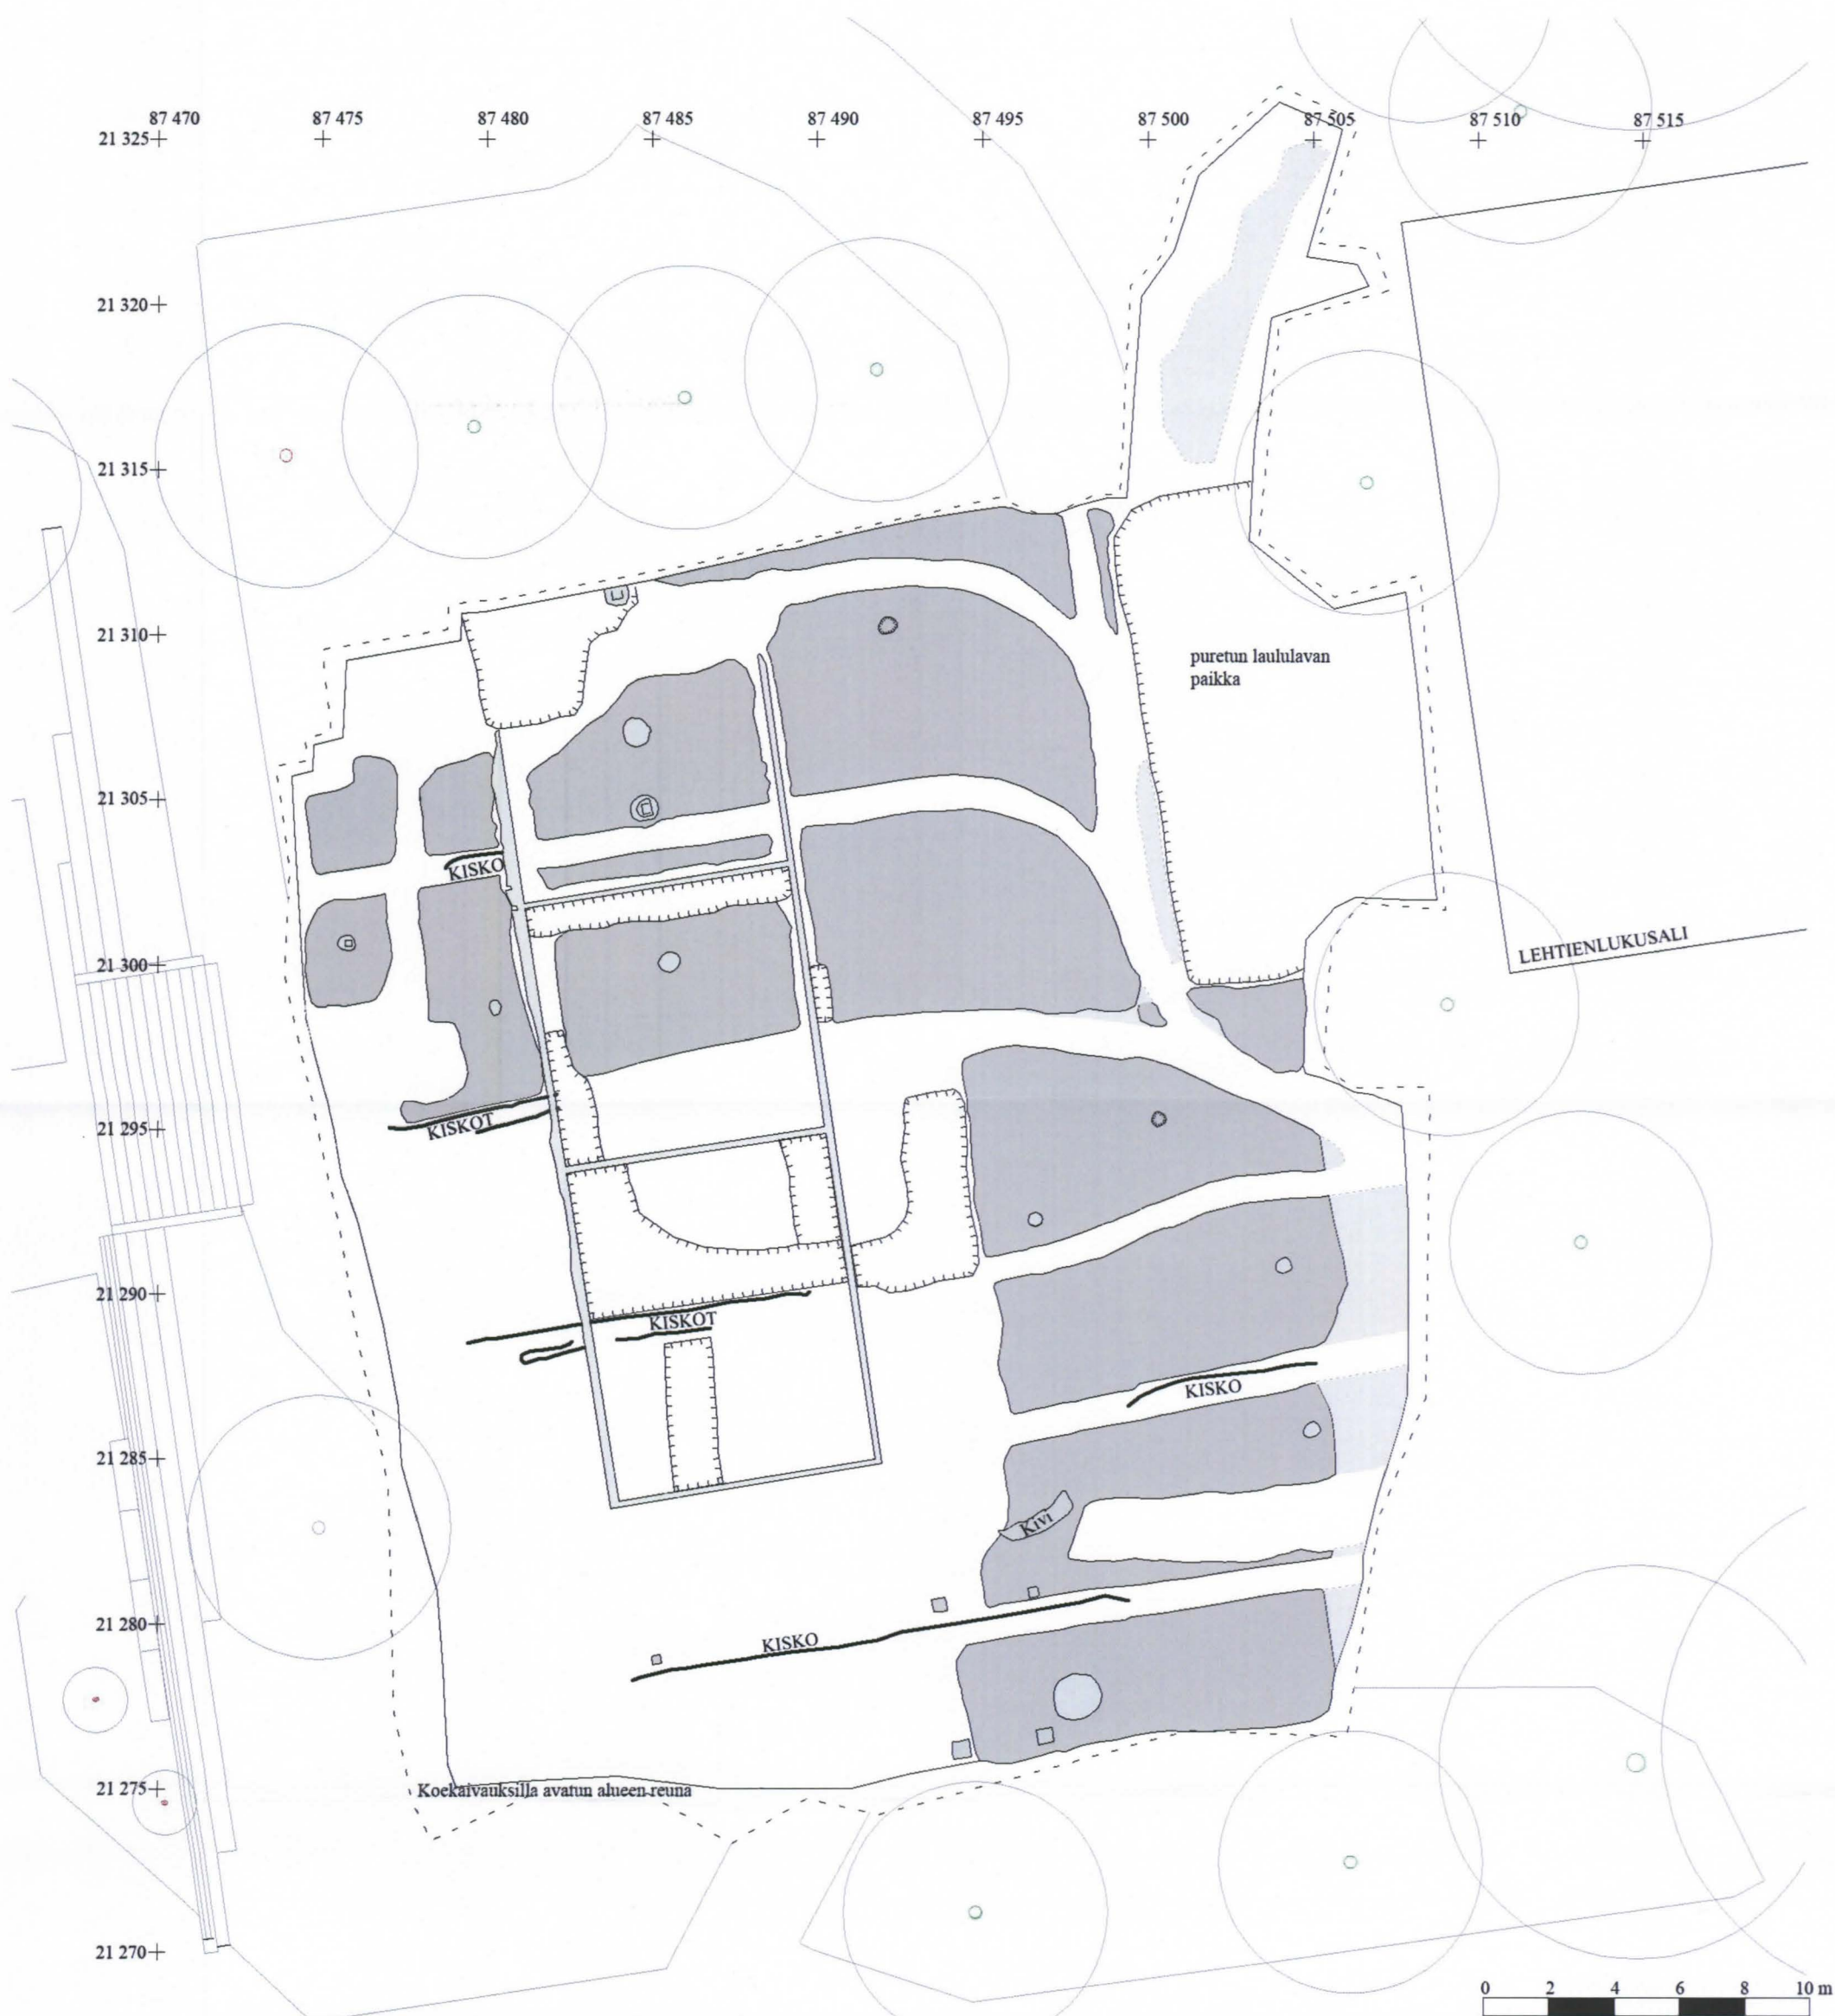 87 470
87 475
87 480
87 485
87 490
87 495
87 500
87 505
87 510
87 515
21 325
21 320
21 315
21 310
puretun laululavan
paikka
21 305
KISKO
21 300
LEHTIENLUKUSALI
21 295
KISKOT
21 290
KISKOT
KISKO
21 285
Kivi
21 280
KISKO
21 275
Koekaivauksilla avatun alueen reuna
21 270
0 2 4 6 8 10 m